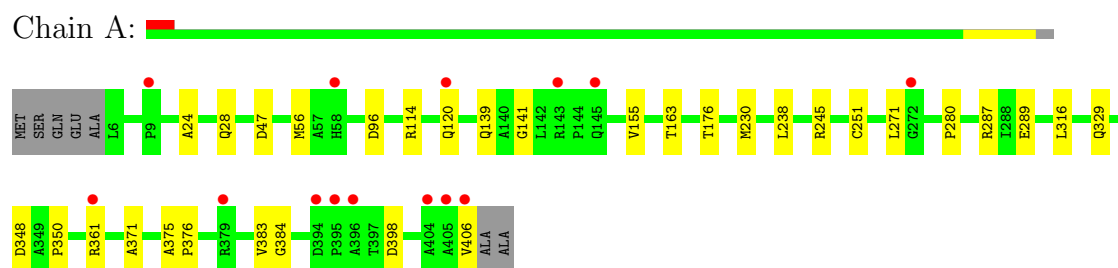 Chain A:
MET SER GLN GLU ALA L6 P9 A24 Q28 D47 M56 A57 H58 D96 R114 Q120 Q139 A140 G141 L142 R143 P144 Q145 V155 T163 T176 M230 L238 R245 C251 L271 G272 P280 R287 I288 E289 L316 Q329
D348 A349 P350 R361 A371 A375 P376 R379 V383 G384 D394 P395 A396 T397 D398 A404 A405 V406 ALA ALA